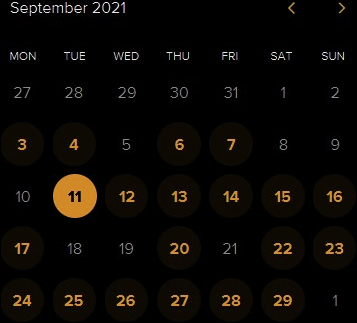 September 2021 < >
MON TUE WED THU FRI SAT SUN
27 28 29 30 31 1 2
3 4 5 6 7 8 9
10 11 12 13 14 15 16
17 18 19 20 21 22 23
24 25 26 27 28 29 1